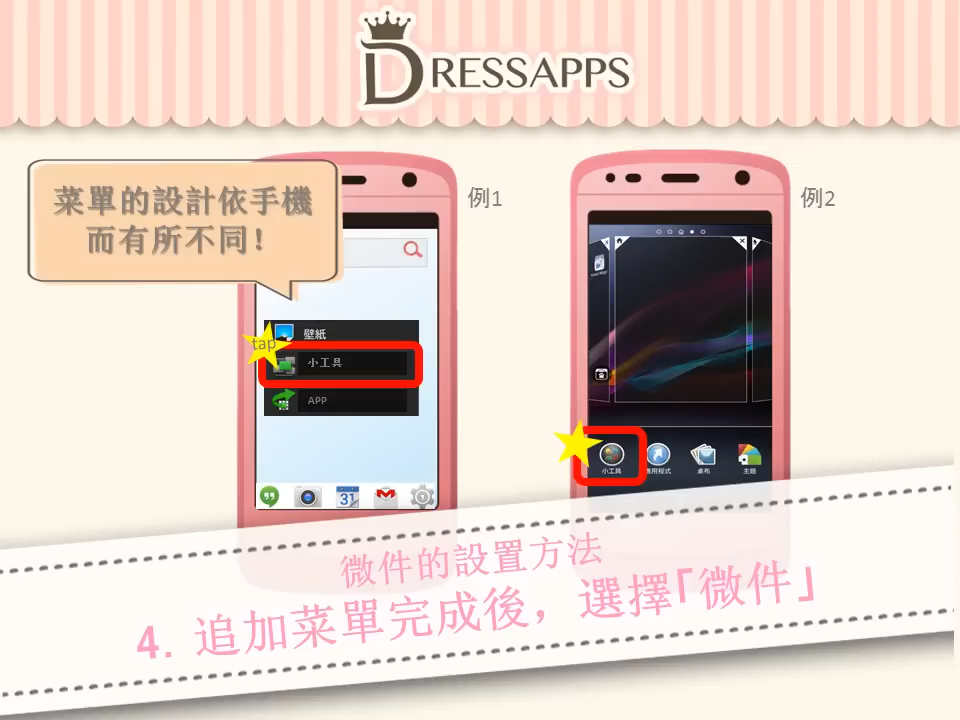 DRESSAPPS
菜單的設計依手機
而有所不同！
例1
例2
壁紙
tap
小工具
APP
31
小工具
應用程式
桌布
主題
微件的設置方法
4. 追加菜單完成後，選擇「微件」